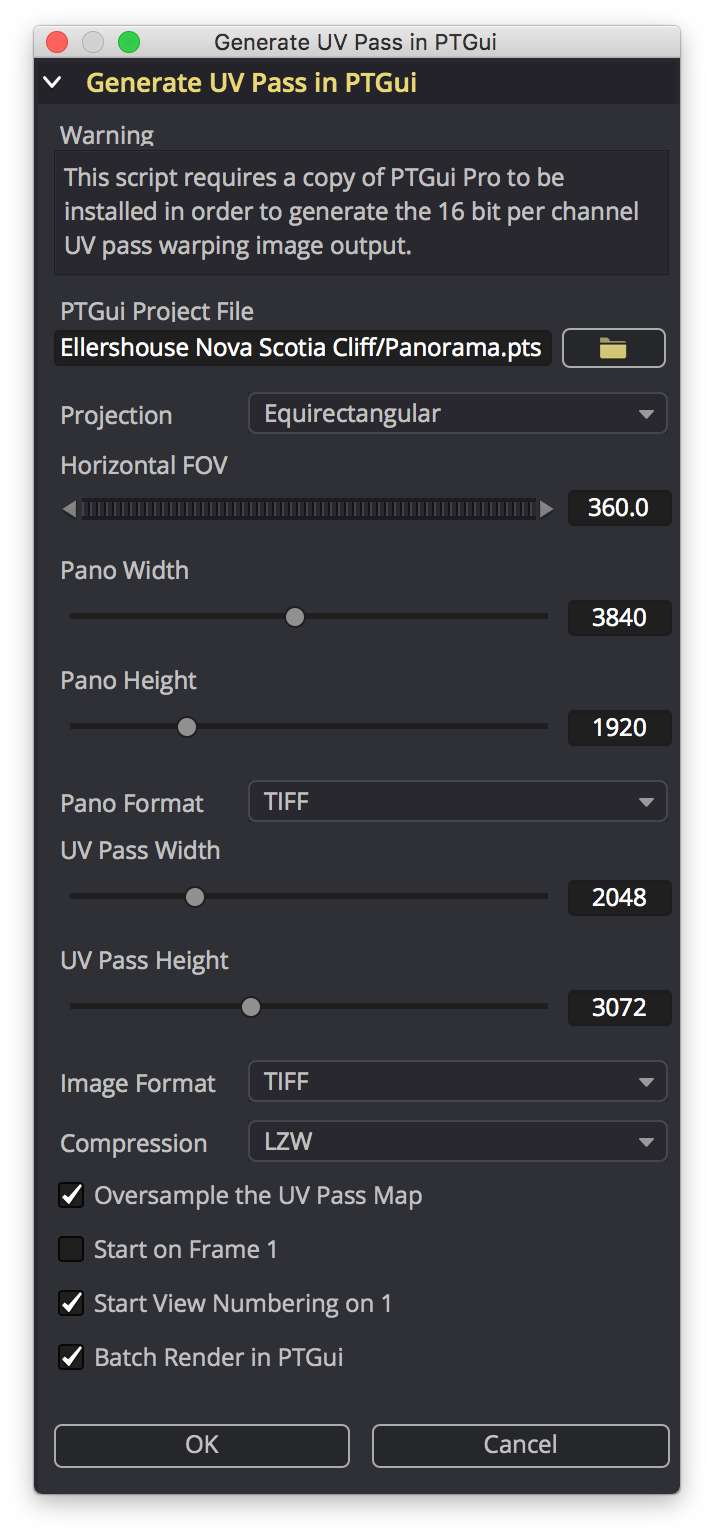 Generate UV Pass in PTGui
Generate UV Pass in PTGui
Warning
This script requires a copy of PTGui Pro to be
installed in order to generate the 16 bit per channel
UV pass warping image output.
PTGui Project File
Ellershouse Nova Scotia Cliff/Panorama.pts
Projection Equirectangular
Horizontal FOV
360.0
Pano Width
3840
Pano Height
1920
Pano Format TIFF
UV Pass Width
2048
UV Pass Height
3072
Image Format TIFF
Compression LZW
Oversample the UV Pass Map
Start on Frame 1
Start View Numbering on 1
Batch Render in PTGui
OK Cancel